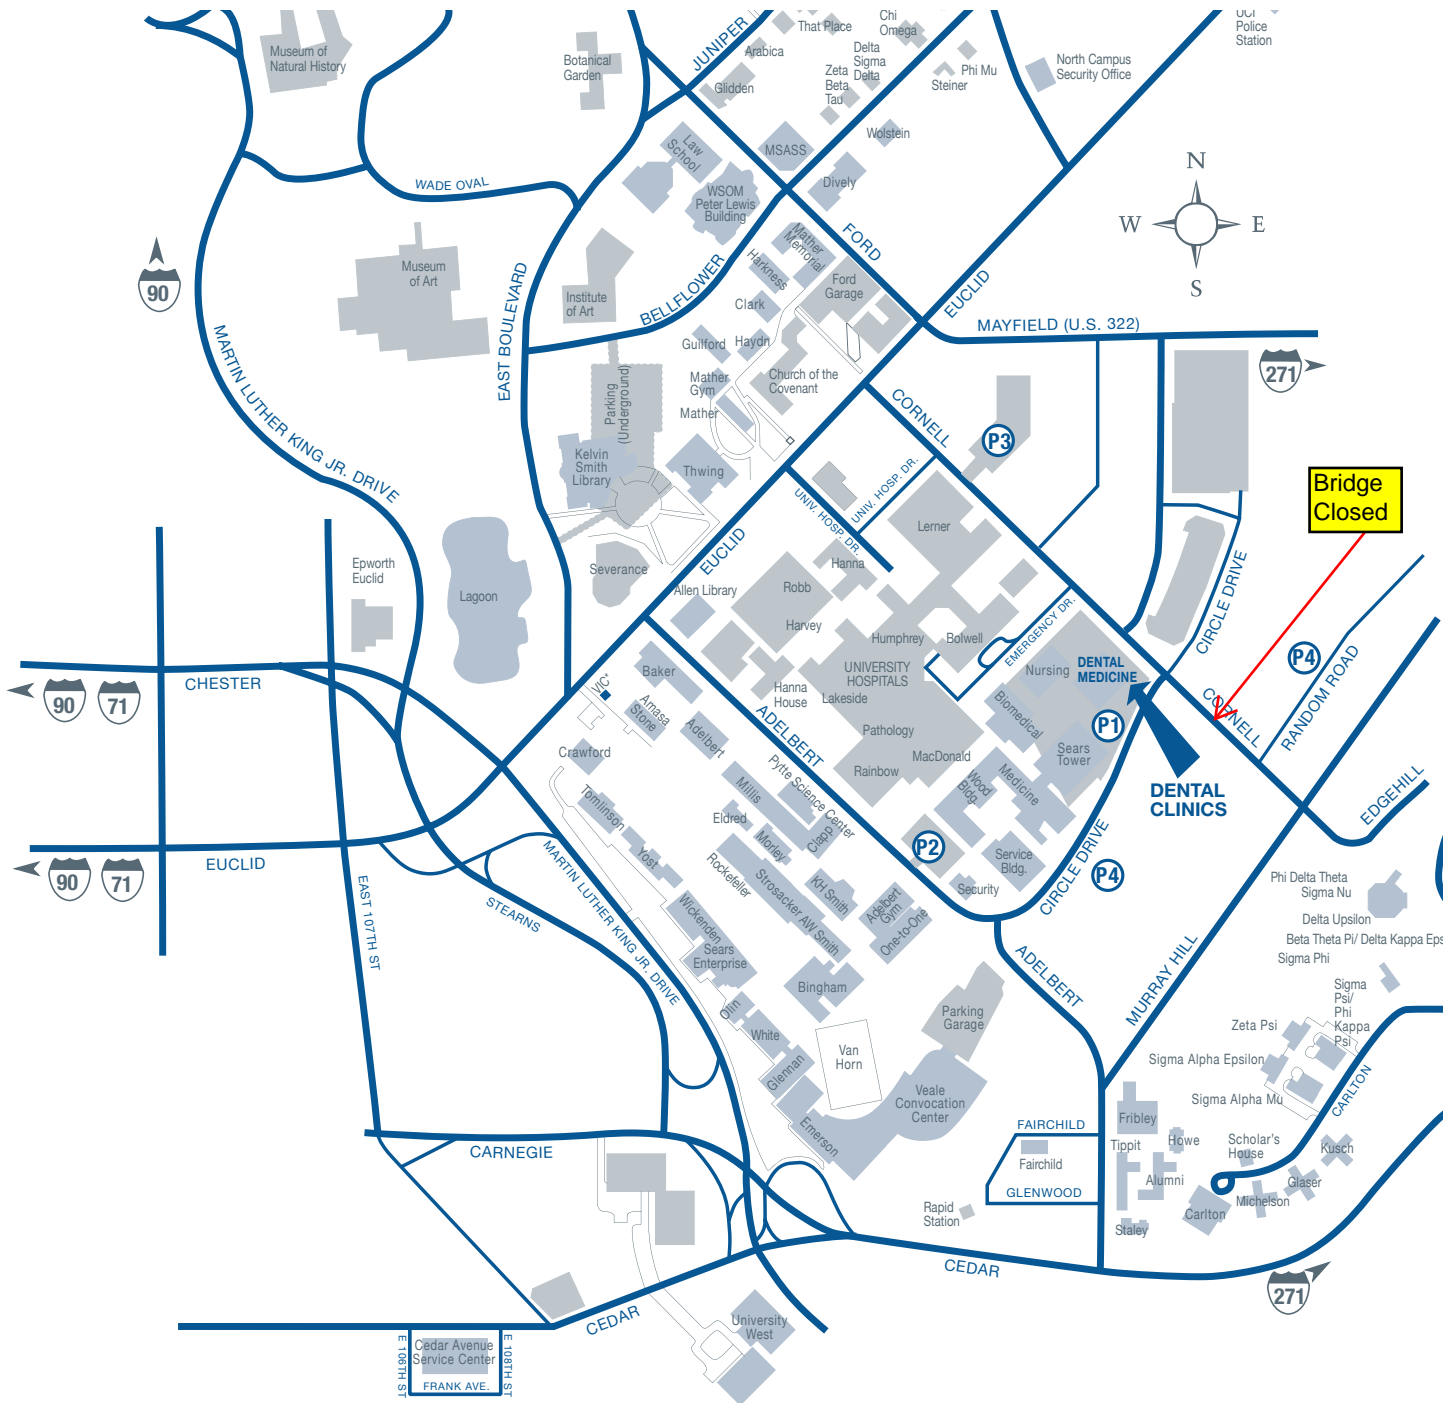 Museum of
Natural History
Botanical
Garden
JUNIPER
That Place
Arabica
Glidden
Chi
Omega
Delta
Sigma
Delta
Zeta
Beta
Tau
Phi Mu
Steiner
North Campus
Security Office
UCI
Police
Station
Wolstein
MSASS
Dively
Law
School
WSOM
Peter Lewis
Building
WADE OVAL
N
W
E
S
90
Museum
of Art
Institute
of Art
EAST BOULEVARD
BELLFLOWER
Mather
Memorial
Harkness
Clark
Haydn
Guilford
Mather
Gym
Mather
FORD
Ford
Garage
EUCLID
MAYFIELD (U.S. 322)
271
Church of the
Covenant
Parking
(Underground)
Kelvin
Smith
Library
Thwing
MARTIN LUTHER KING JR. DRIVE
CORNELL
P3
UNIV. HOSP. DR.
UNIV. HOSP. DR.
Lerner
Bridge
Closed
Epworth
Euclid
Lagoon
Severance
EUCLID
Allen Library
Hanna
Robb
Harvey
Humphrey
Bolwell
EMERGENCY DR.
CIRCLE DRIVE
P4
RANDOM ROAD
CORNELL
UNIVERSITY
HOSPITALS
Hanna
House
Lakeside
Pathology
MacDonald
Rainbow
Nursing
DENTAL
MEDICINE
Biomedical
P1
Sears
Tower
Medicine
Wood
Bldg.
DENTAL
CLINICS
CHESTER
90
71
VIC*
Baker
Amasa
Stone
Adelbert
ADELBERT
Crawford
Tomlinson
Yost
Millis
Pytte Science Center
Eldred
Morley
Clapp
Rockefeller
Strosacker
AW Smith
KH Smith
P2
Service
Bldg.
Security
CIRCLE DRIVE
P4
Adelbert
Gym
One-to-One
EUCLID
90
71
EAST 107TH ST
STEARNS
MARTIN LUTHER KING JR. DRIVE
Wickenden
Sears
Enterprise
Olin
White
Glennan
Bingham
Van
Horn
Emerson
Veale
Convocation
Center
Parking
Garage
ADELBERT
MURRAY HILL
EDGEHILL
Phi Delta Theta
Sigma Nu
Delta Upsilon
Beta Theta Pi/ Delta Kappa Eps
Sigma Phi
Sigma
Psi/
Phi
Kappa
Psi
Zeta Psi
Sigma Alpha Epsilon
Sigma Alpha Mu
CARLTON
CARNEGIE
FAIRCHILD
Fairchild
GLENWOOD
Rapid
Station
Fribley
Tippit
Howe
Alumni
Staley
Scholar's
House
Kusch
Glaser
Michelson
Carlton
CEDAR
271
CEDAR
University
West
Cedar Avenue
Service Center
E 106TH ST
E 108TH ST
FRANK AVE.